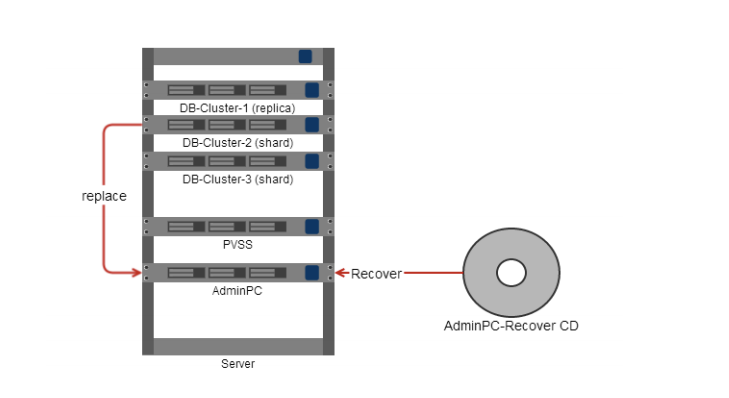 DB-Cluster-1 (replica)
DB-Cluster-2 (shard)
DB-Cluster-3 (shard)
replace
PVSS
Recover
AdminPC
AdminPC-Recover CD
Server